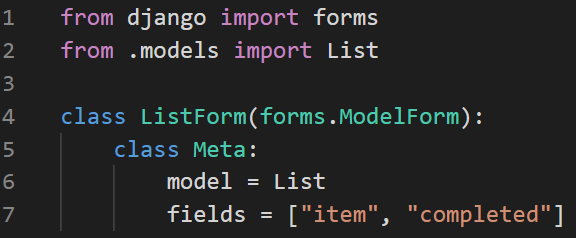 1 from django import forms
2 from .models import List
3
4 class ListForm(forms.ModelForm):
5     class Meta:
6         model = List
7         fields = ["item", "completed"]